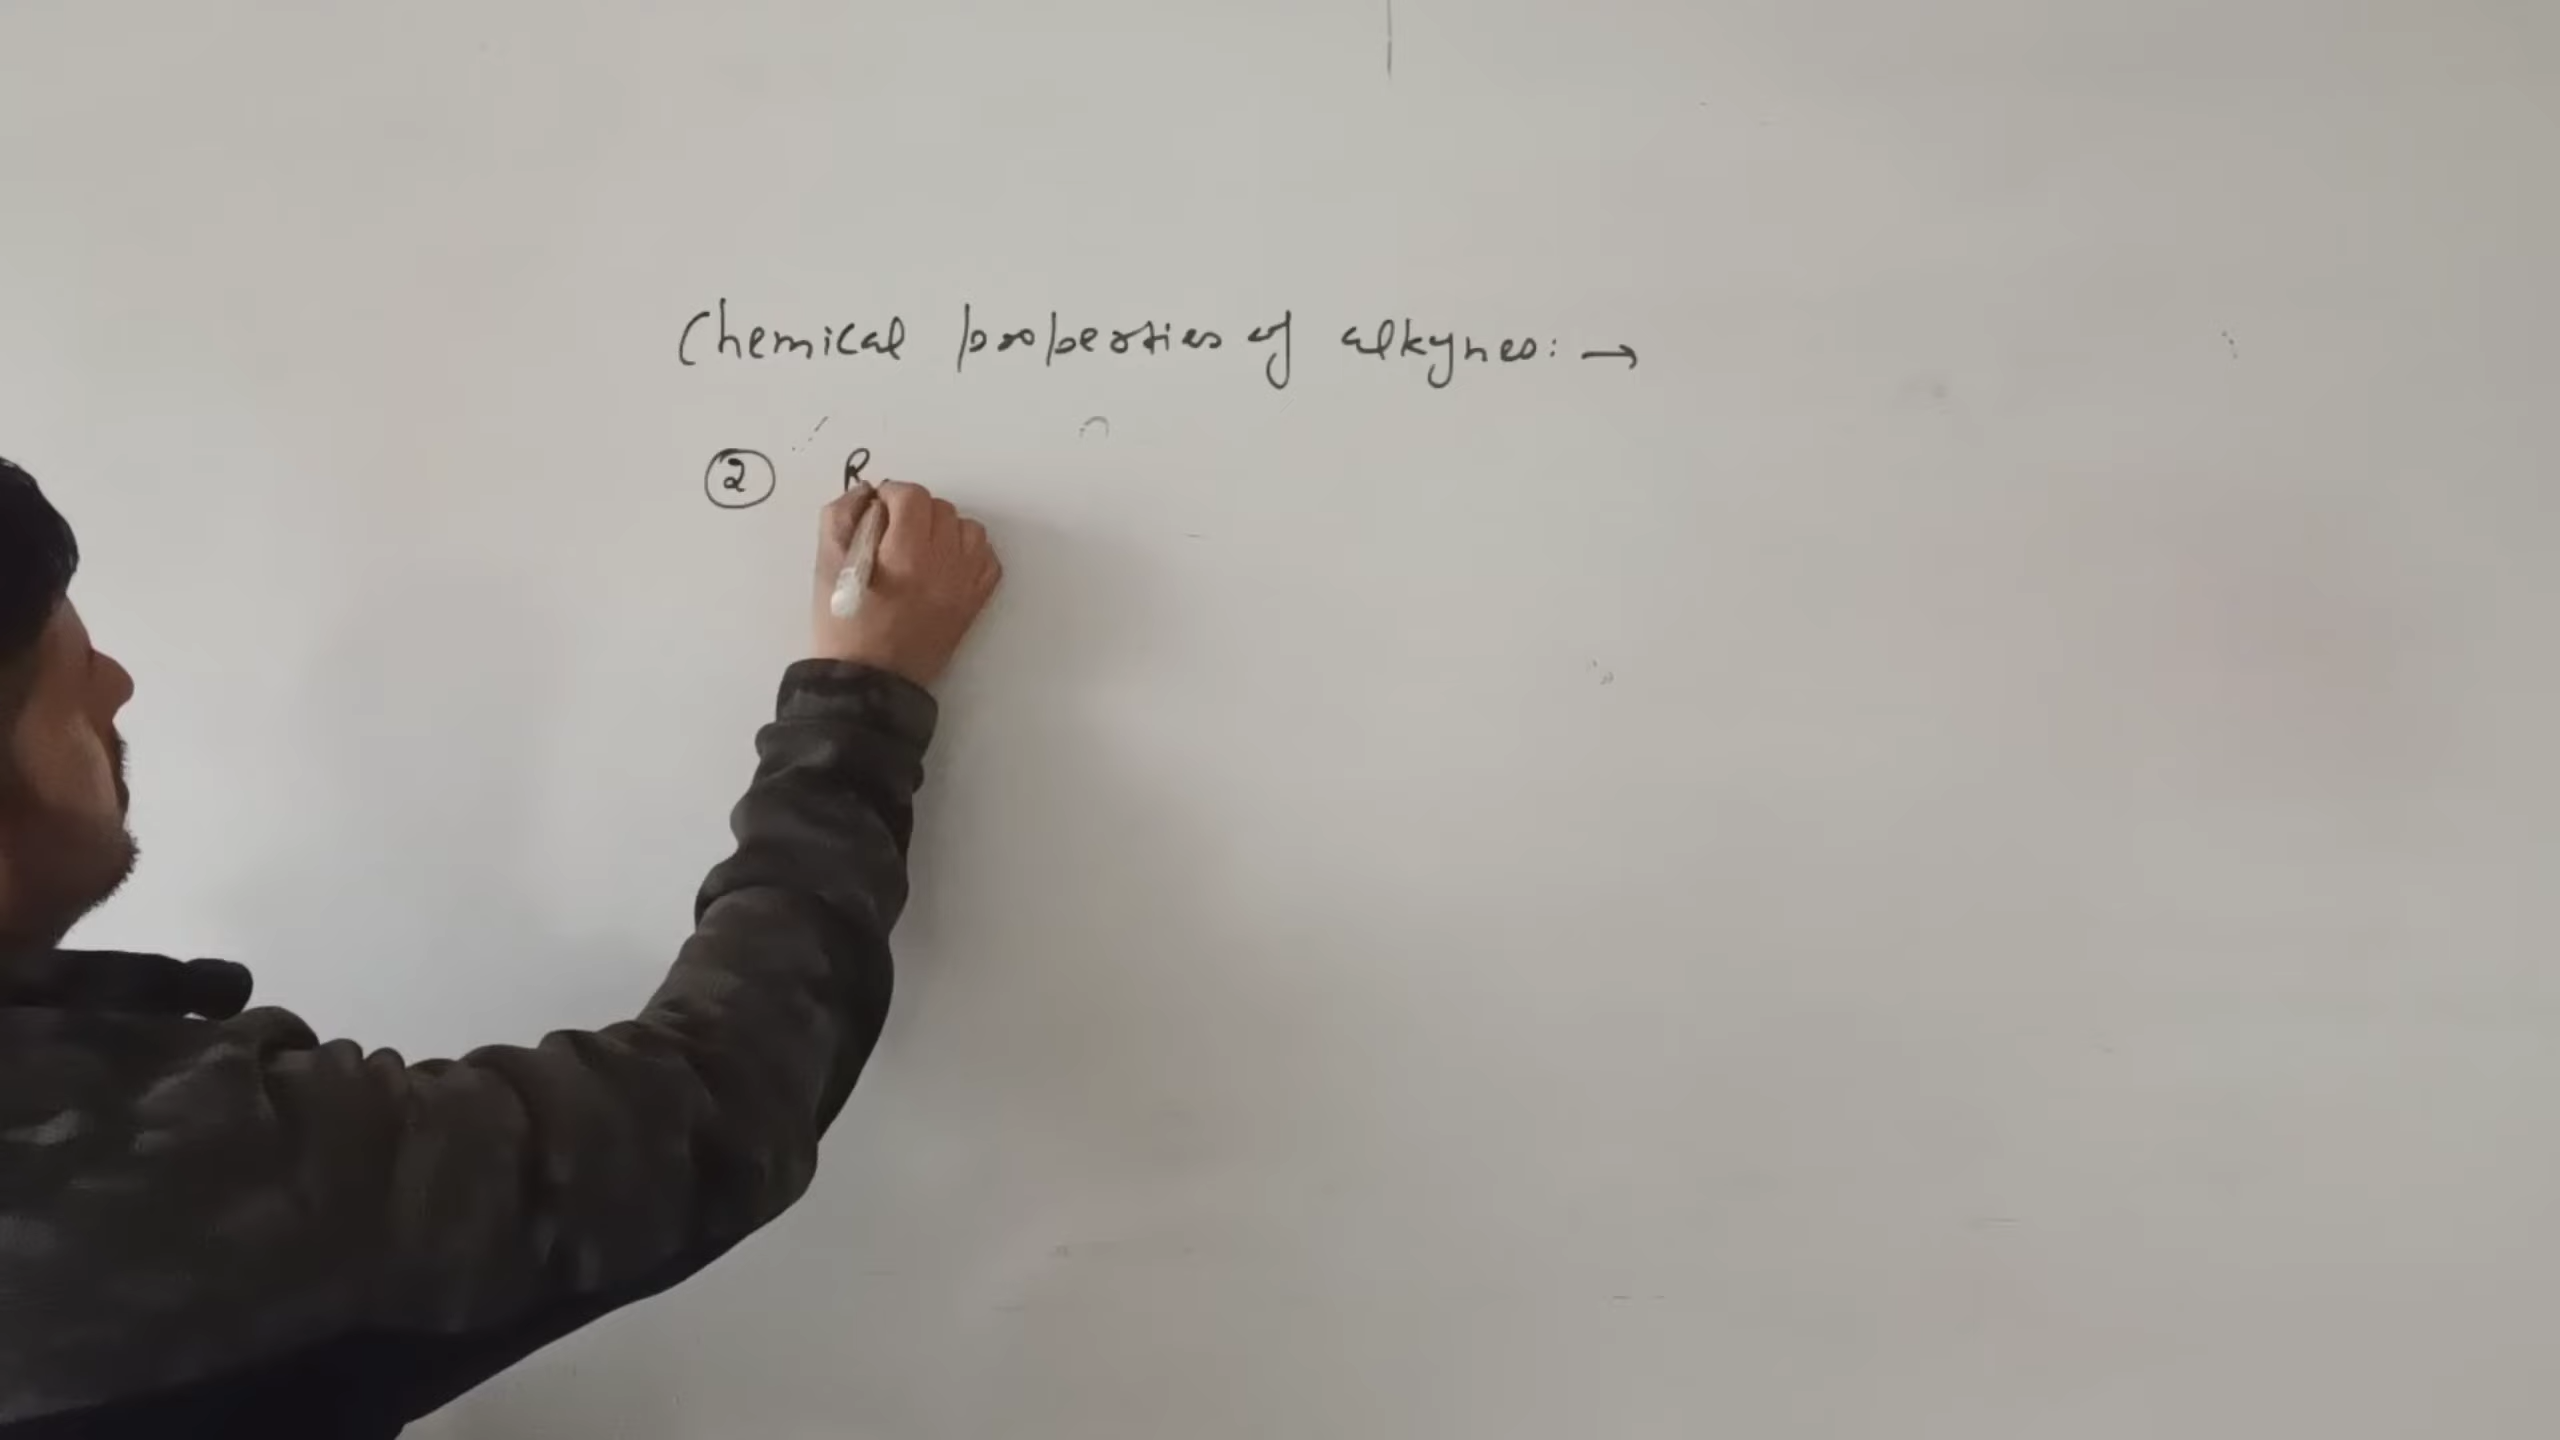 Chemical properties of alkynes: →
② R